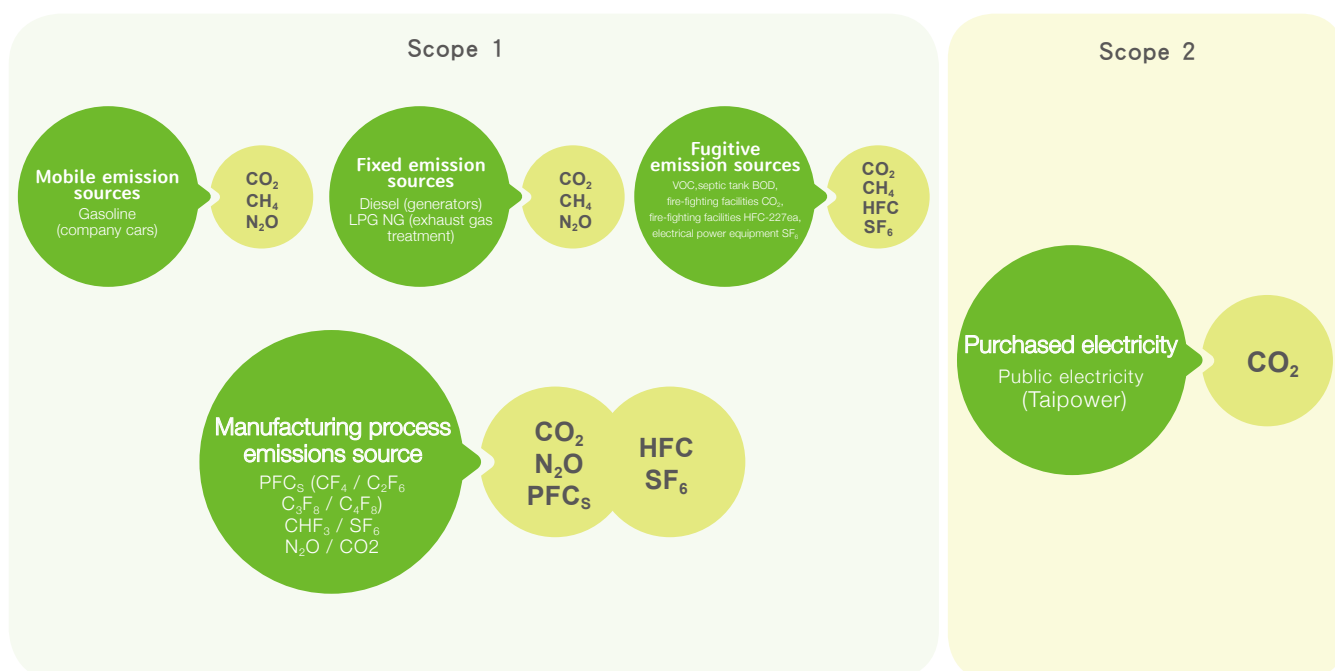 Scope 1
Mobile emission
sources
Gasoline
(company cars)
CO₂
CH₄
N₂O
Fixed emission
sources
Diesel (generators)
LPG NG (exhaust gas
treatment)
CO₂
CH₄
N₂O
Fugitive
emission sources
VOC,septic tank BOD,
fire-fighting facilities CO₂,
fire-fighting facilities HFC-227ea,
electrical power equipment SF₆
CO₂
CH₄
HFC
SF₆
Manufacturing process
emissions source
PFCₛ (CF₄ / C₂F₆
C₃F₈ / C₄F₈)
CHF₃ / SF₆
N₂O / CO2
CO₂
N₂O
PFCₛ
HFC
SF₆
Scope 2
Purchased electricity
Public electricity
(Taipower)
CO₂